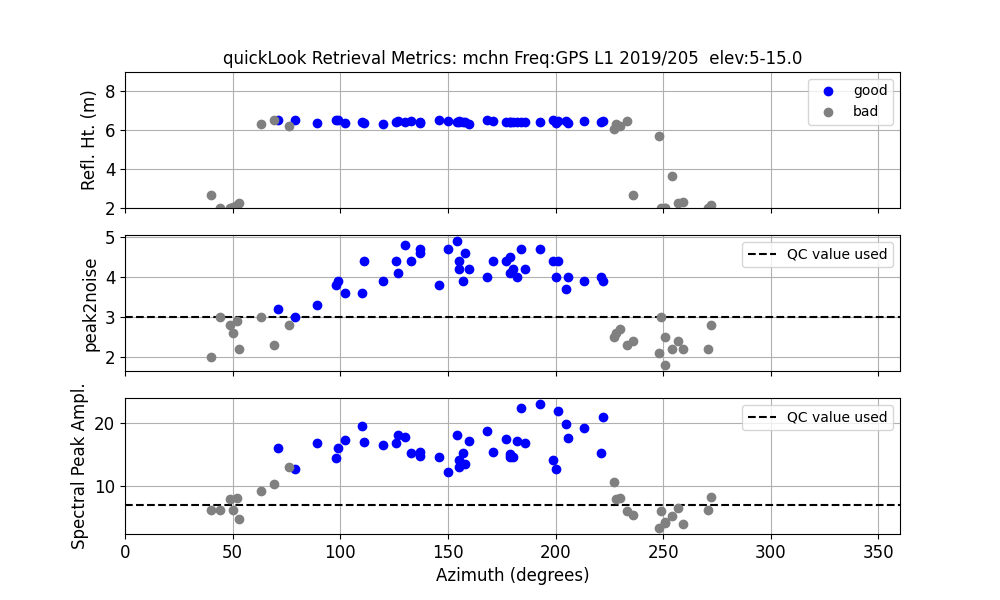 quickLook Retrieval Metrics: mchn Freq:GPS L1 2019/205  elev:5-15.0
Refl. Ht. (m)
8
6
4
2
good
bad
peak2noise
5
4
3
2
QC value used
Spectral Peak Ampl.
20
10
QC value used
0 50 100 150 200 250 300 350
Azimuth (degrees)